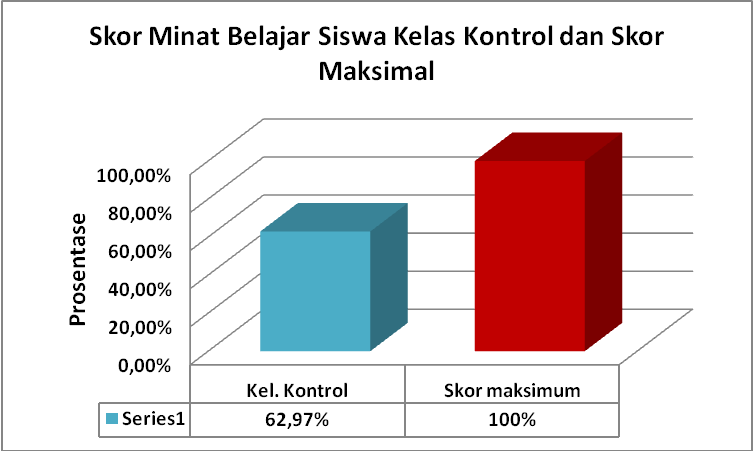 Skor Minat Belajar Siswa Kelas Kontrol dan Skor
Maksimal
Prosentase
100,00%
80,00%
60,00%
40,00%
20,00%
0,00%
Kel. Kontrol Skor maksimum
Series1 62,97% 100%